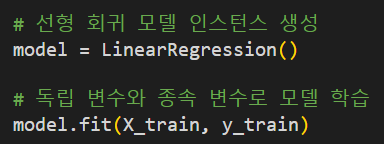 # 선형 회귀 모델 인스턴스 생성
model = LinearRegression()
# 독립 변수와 종속 변수로 모델 학습
model.fit(X_train, y_train)